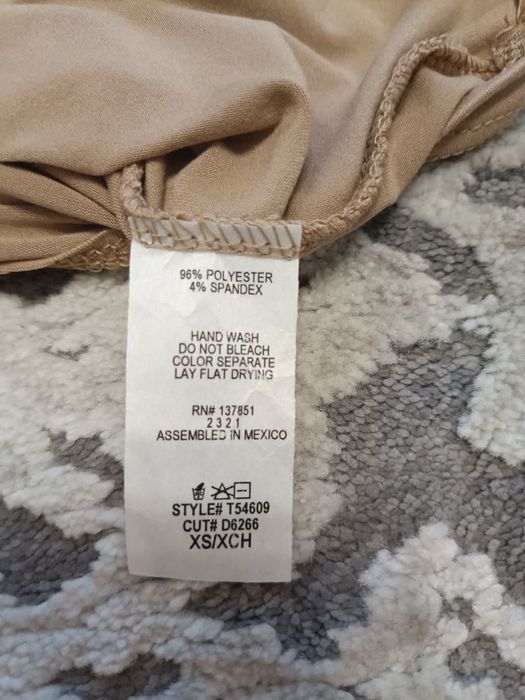 96% POLYESTER
4% SPANDEX
HAND WASH
DO NOT BLEACH
COLOR SEPARATE
LAY FLAT DRYING
RN# 137851
2 3 2 1
ASSEMBLED IN MEXICO
STYLE# T54609
CUT# D6266
XS/XCH